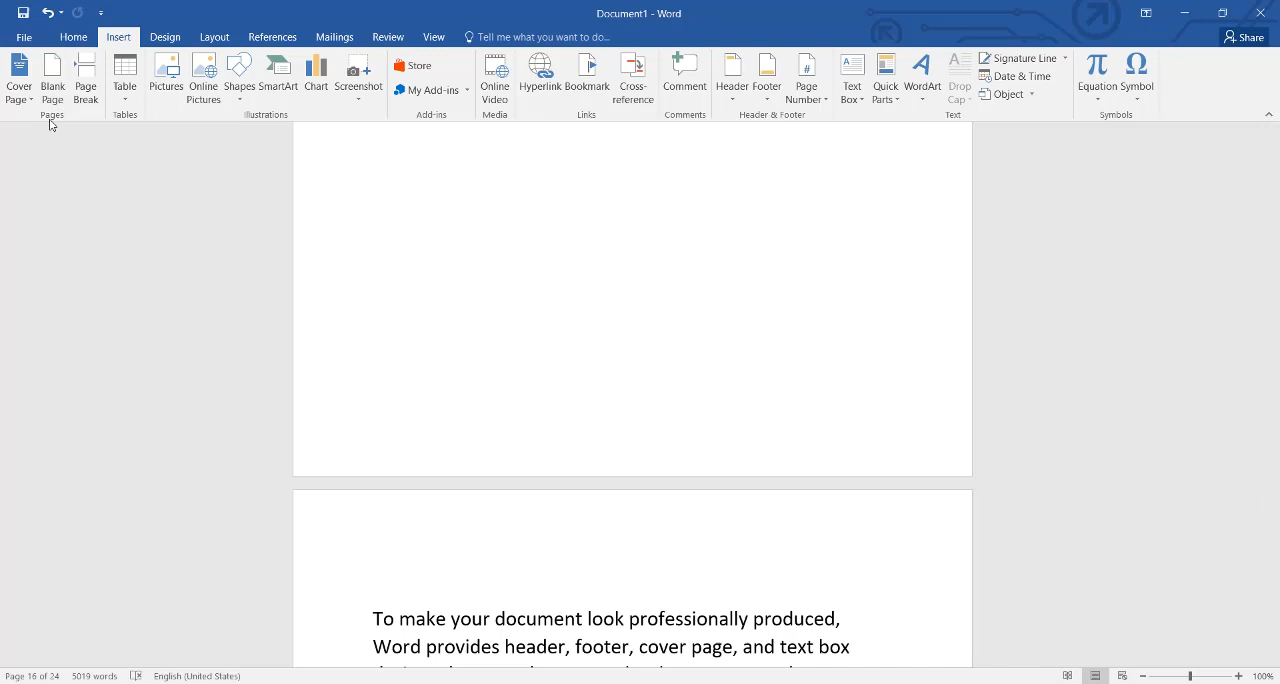 Document1 - Word
File Home Insert Design Layout References Mailings Review View Tell me what you want to do... Share
Cover Page Blank Page Page Break Table Pictures Online Pictures Shapes SmartArt Chart Screenshot Store My Add-ins Online Video Hyperlink Bookmark Cross-reference Comment Header Footer Page Number Text Box Quick Parts WordArt Drop Cap Signature Line Date & Time Object Equation Symbol
Pages Tables Illustrations Add-ins Media Links Comments Header & Footer Text Symbols
To make your document look professionally produced,
Word provides header, footer, cover page, and text box
Page 16 of 24 5019 words English (United States) 100%